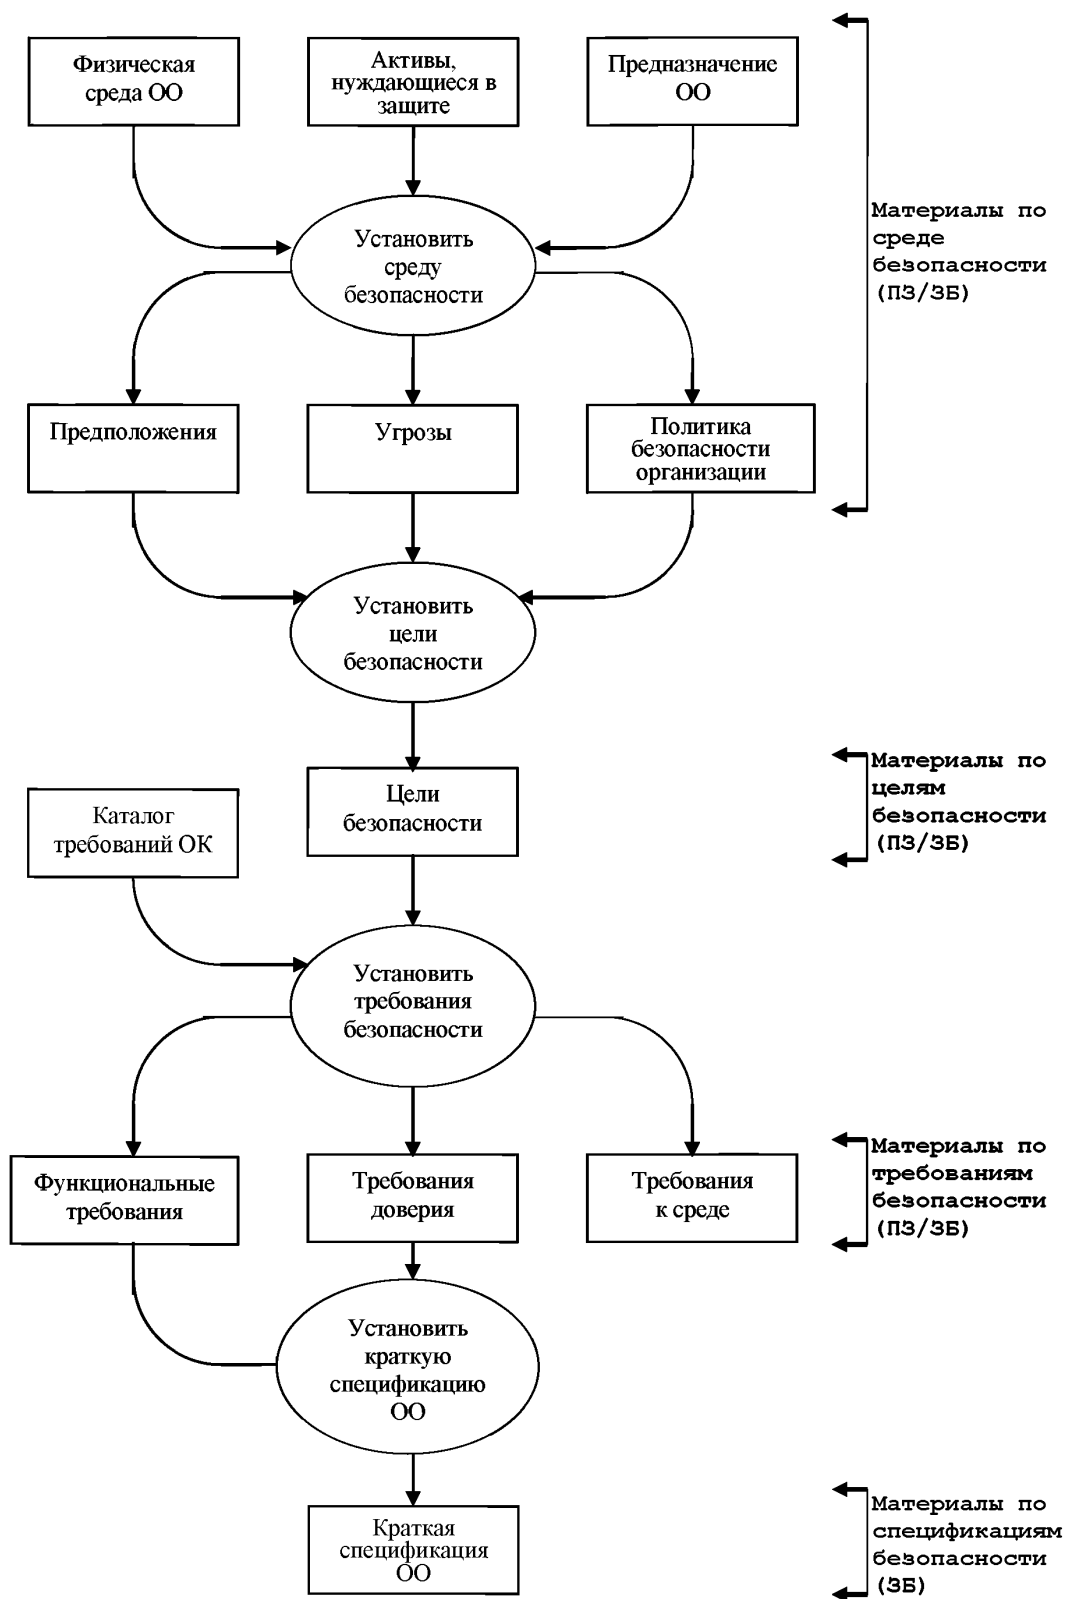 Физическая
среда ОО
Активы,
нуждающиеся в
защите
Предназначение
ОО
Материалы по
среде
безопасности
(ПЗ/ЗБ)
Установить
среду
безопасности
Предположения
Угрозы
Политика
безопасности
организации
Установить
цели
безопасности
Материалы по
целям
безопасности
(ПЗ/ЗБ)
Цели
безопасности
Каталог
требований ОК
Установить
требования
безопасности
Функциональные
требования
Требования
доверия
Требования
к среде
Материалы по
требованиям
безопасности
(ПЗ/ЗБ)
Установить
краткую
спецификацию
ОО
Краткая
спецификация
ОО
Материалы по
спецификациям
безопасности
(ЗБ)